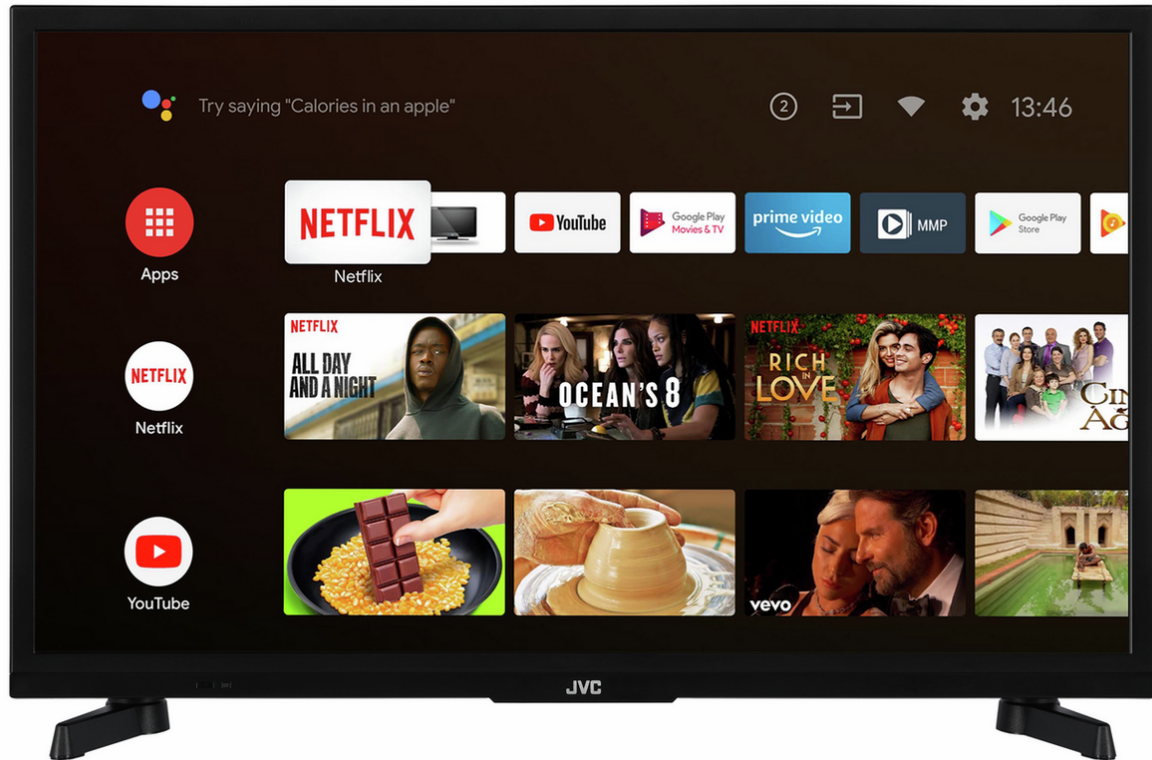 Try saying "Calories in an apple"
2
13:46
NETFLIX
YouTube
Google Play
Movies & TV
prime video
MMP
Google Play
Store
Apps
Netflix
NETFLIX
ALL DAY
AND A NIGHT
OCEAN'S 8
NETFLIX
RICH
IN
LOVE
NETFLIX
Netflix
vevo
YouTube
JVC